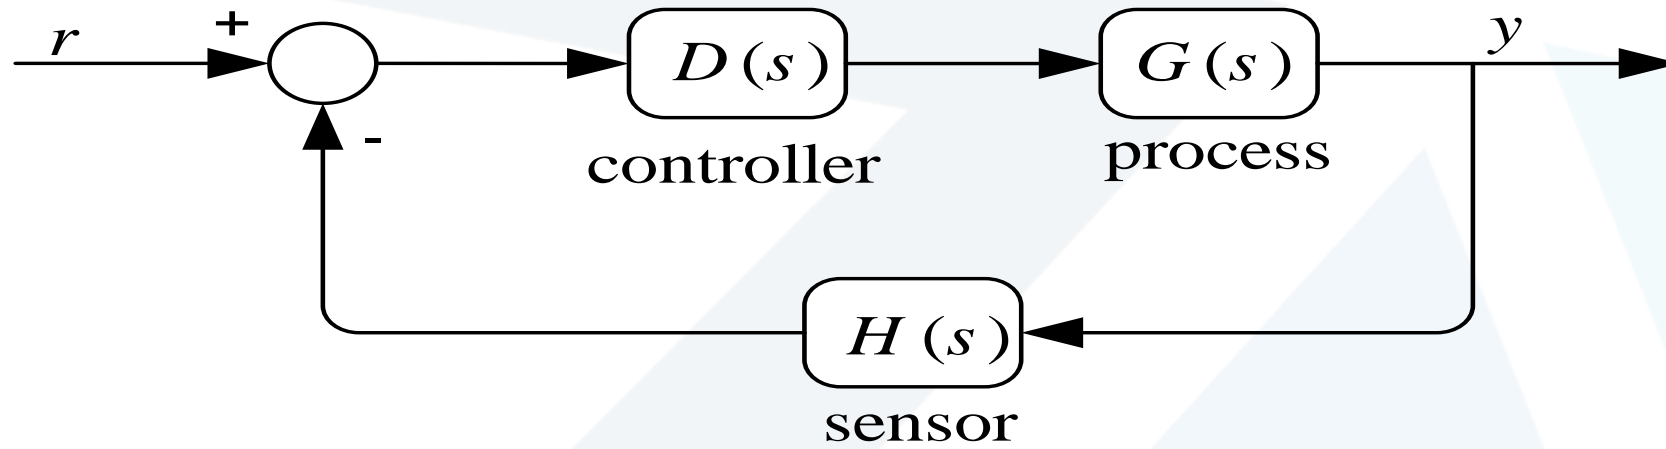 r
+
-
D(s)
controller
G(s)
process
y
H(s)
sensor